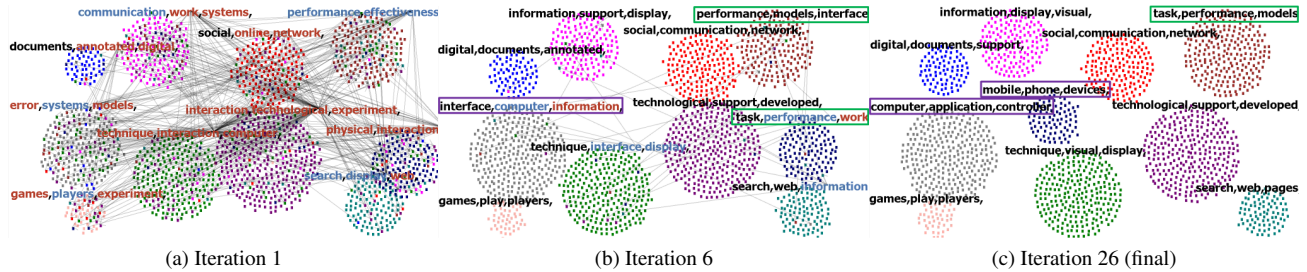 communication,work,systems,
performance,effectiveness
social,online,network,
documents,annotated,digital,
error,systems,models,
interaction,technological,experiment,
technique,interaction,computer,
physical,interaction
search,display,web
games,players,experiment,
(a) Iteration 1
information,support,display,
performance,models,interface
social,communication,network,
digital,documents,annotated,
interface,computer,information,
technological,support,developed,
task,performance,work
technique,interface,display,
search,web,information
games,play,players,
(b) Iteration 6
information,display,visual,
task,performance,models
social,communication,network,
digital,documents,support,
mobile,phone,devices,
computer,application,controller
technological,support,developed,
technique,visual,display,
search,web,pages
games,play,players,
(c) Iteration 26 (final)